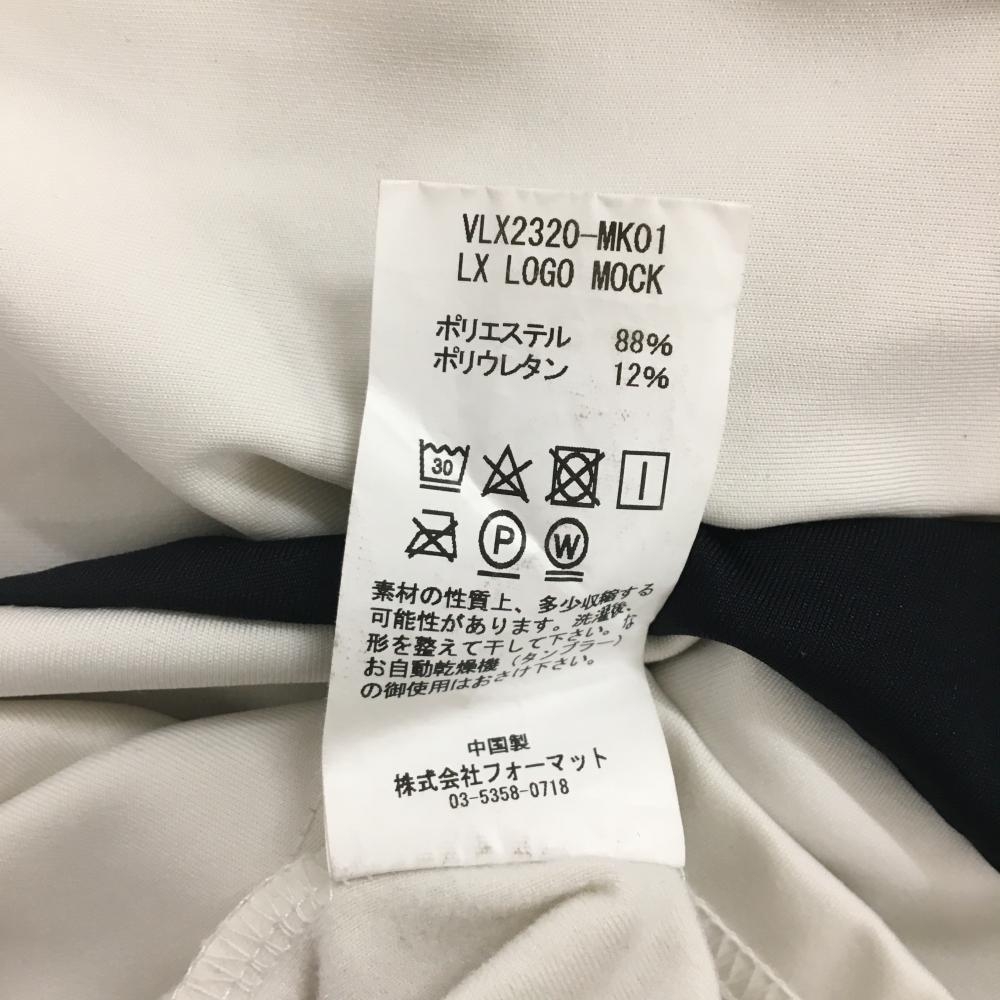 VLX2320-MK01
LX LOGO MOCK
ポリエステル 88%
ポリウレタン 12%
30
P W
素材の性質上、多少収縮する
可能性があります。洗濯後、
形を整えて干して下さい。な
お自動乾燥機(タンブラー)
の御使用はおさけ下さい。
中国製
株式会社フォーマット
03-5358-0718